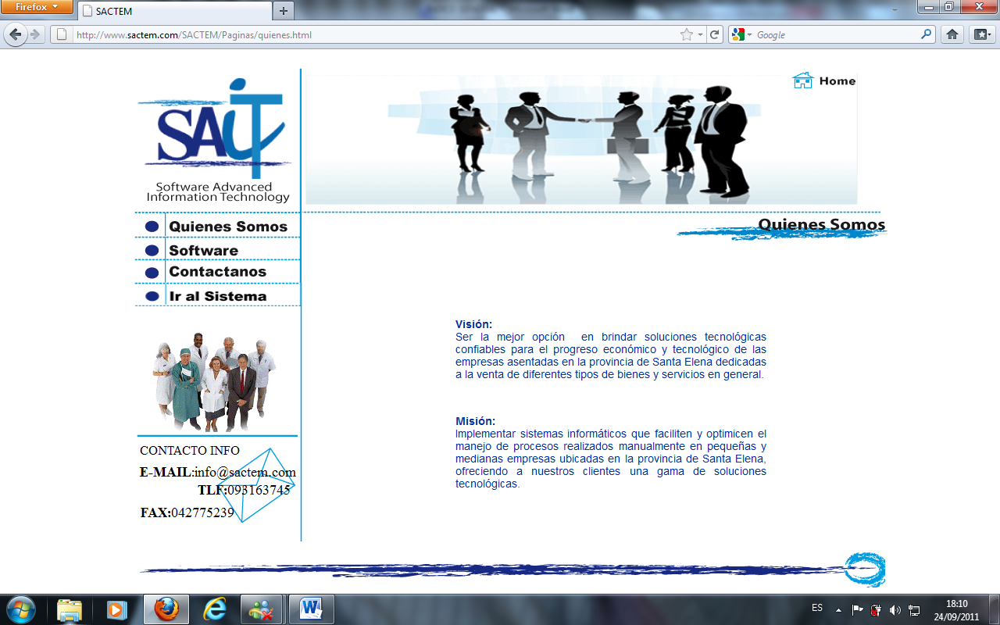 Firefox
SACTEM
http://www.sactem.com/SACTEM/Paginas/quienes.html
Google
SAiT
Software Advanced
Information Technology
Home
Quienes Somos
Software
Contactanos
Ir al Sistema
Quienes Somos
Visión:
Ser la mejor opción en brindar soluciones tecnológicas
confiables para el progreso económico y tecnológico de las
empresas asentadas en la provincia de Santa Elena dedicadas
a la venta de diferentes tipos de bienes y servicios en general.
Misión:
Implementar sistemas informáticos que faciliten y optimicen el
manejo de procesos realizados manualmente en pequeñas y
medianas empresas ubicadas en la provincia de Santa Elena,
ofreciendo a nuestros clientes una gama de soluciones
tecnológicas.
CONTACTO INFO
E-MAIL:info@sactem.com
TLF:093163745
FAX:042775239
ES
18:10
24/09/2011